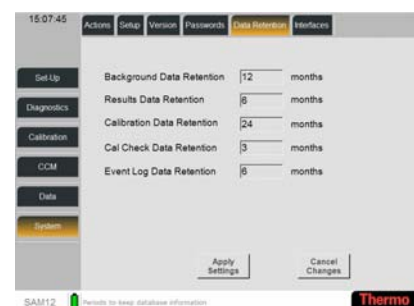 15:07:45
Actions Setup Version Passwords Data Retention Interfaces
Set-Up
Diagnostics
Calibration
CCM
Data
System
Background Data Retention 12 months
Results Data Retention 6 months
Calibration Data Retention 24 months
Cal Check Data Retention 3 months
Event Log Data Retention 6 months
Apply Settings
Cancel Changes
SAM12 Periods to keep database information
Thermo